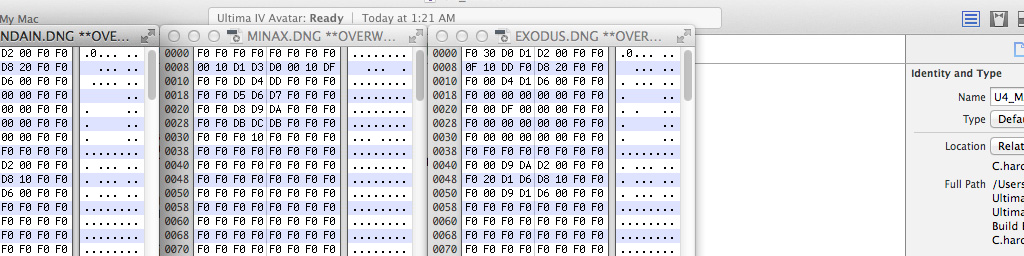 My Mac
Ultima IV Avatar: Ready | Today at 1:21 AM
NDAIN.DNG **OVE...
D2 00 F0 F0
D8 20 F0 F0
D6 00 F0 F0
00 00 F0 F0
00 00 F0 F0
00 00 F0 F0
00 00 F0 F0
F0 F0 F0 F0
D2 00 F0 F0
D8 10 F0 F0
D6 00 F0 F0
F0 F0 F0 F0
F0 F0 F0 F0
F0 F0 F0 F0
F0 F0 F0 F0
MINAX.DNG **OVERW...
0000 F0 F0 F0 F0 F0 F0 F0 F0
0008 00 10 D1 D3 D0 00 10 DF
0010 F0 F0 DD D4 DD F0 F0 F0
0018 F0 F0 D5 D6 D7 F0 F0 F0
0020 F0 F0 D8 D9 DA F0 F0 F0
0028 F0 F0 DB DC DB F0 F0 F0
0030 F0 F0 F0 10 F0 F0 F0 F0
0038 F0 F0 F0 F0 F0 F0 F0 F0
0040 F0 F0 F0 F0 F0 F0 F0 F0
0048 F0 F0 F0 F0 F0 F0 F0 F0
0050 F0 F0 F0 F0 F0 F0 F0 F0
0058 F0 F0 F0 F0 F0 F0 F0 F0
0060 F0 F0 F0 F0 F0 F0 F0 F0
0068 F0 F0 F0 F0 F0 F0 F0 F0
0070 F0 F0 F0 F0 F0 F0 F0 F0
EXODUS.DNG **OVER...
0000 F0 30 D0 D1 D2 00 F0 F0
0008 0F 10 DD F0 D8 20 F0 F0
0010 F0 00 D4 D1 D6 00 F0 F0
0018 F0 00 00 00 00 00 F0 F0
0020 F0 00 DF 00 00 00 F0 F0
0028 F0 00 00 00 00 00 F0 F0
0030 F0 00 00 00 00 00 F0 F0
0038 F0 F0 F0 F0 F0 F0 F0 F0
0040 F0 00 D9 DA D2 00 F0 F0
0048 F0 20 D1 D6 D8 10 F0 F0
0050 F0 00 D9 D1 D6 00 F0 F0
0058 F0 F0 F0 F0 F0 F0 F0 F0
0060 F0 F0 F0 F0 F0 F0 F0 F0
0068 F0 F0 F0 F0 F0 F0 F0 F0
0070 F0 F0 F0 F0 F0 F0 F0 F0
Identity and Type
Name U4_M
Type Defa
Location Relat
C.hard
Full Path /Users
Ultima
Ultima
Build
C.hard